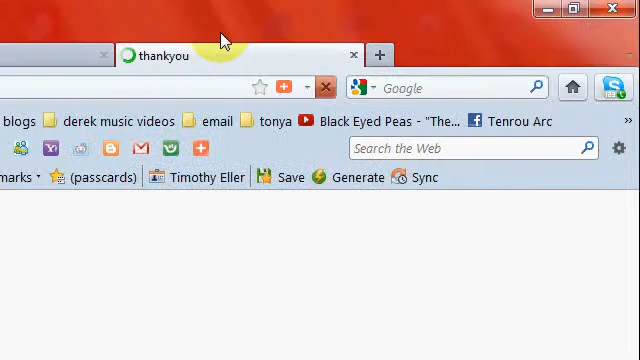 thankyou
Google
blogs derek music videos email tonya Black Eyed Peas - "The... Tenrou Arc »
Search the Web
marks (passcards) Timothy Eller Save Generate Sync